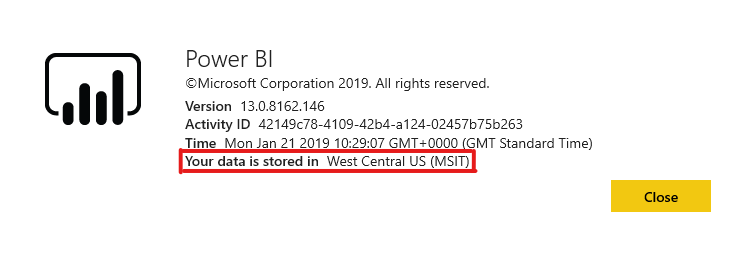 Power BI
©Microsoft Corporation 2019. All rights reserved.
Version 13.0.8162.146
Activity ID 42149c78-4109-42b4-a124-02457b75b263
Time Mon Jan 21 2019 10:29:07 GMT+0000 (GMT Standard Time)
Your data is stored in West Central US (MSIT)
Close